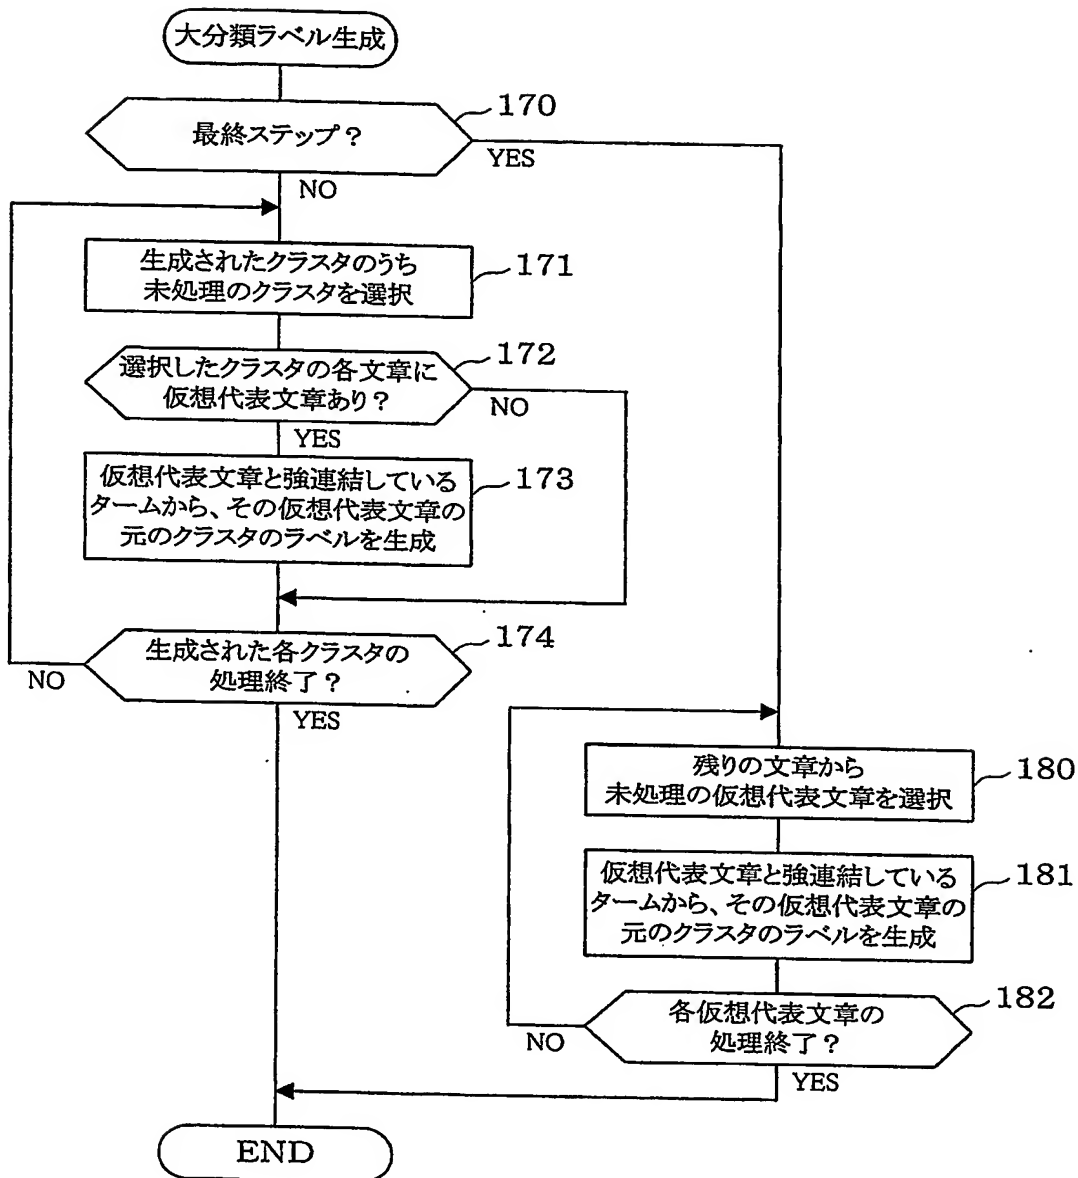 大分類ラベル生成
170
最終ステップ?
YES
NO
生成されたクラスタのうち
未処理のクラスタを選択
171
選択したクラスタの各文章に
仮想代表文章あり?
172
NO
YES
仮想代表文章と強連結している
タームから、その仮想代表文章の
元のクラスタのラベルを生成
173
生成された各クラスタの
処理終了?
174
NO
YES
残りの文章から
未処理の仮想代表文章を選択
180
仮想代表文章と強連結している
タームから、その仮想代表文章の
元のクラスタのラベルを生成
181
各仮想代表文章の
処理終了?
182
NO
YES
END